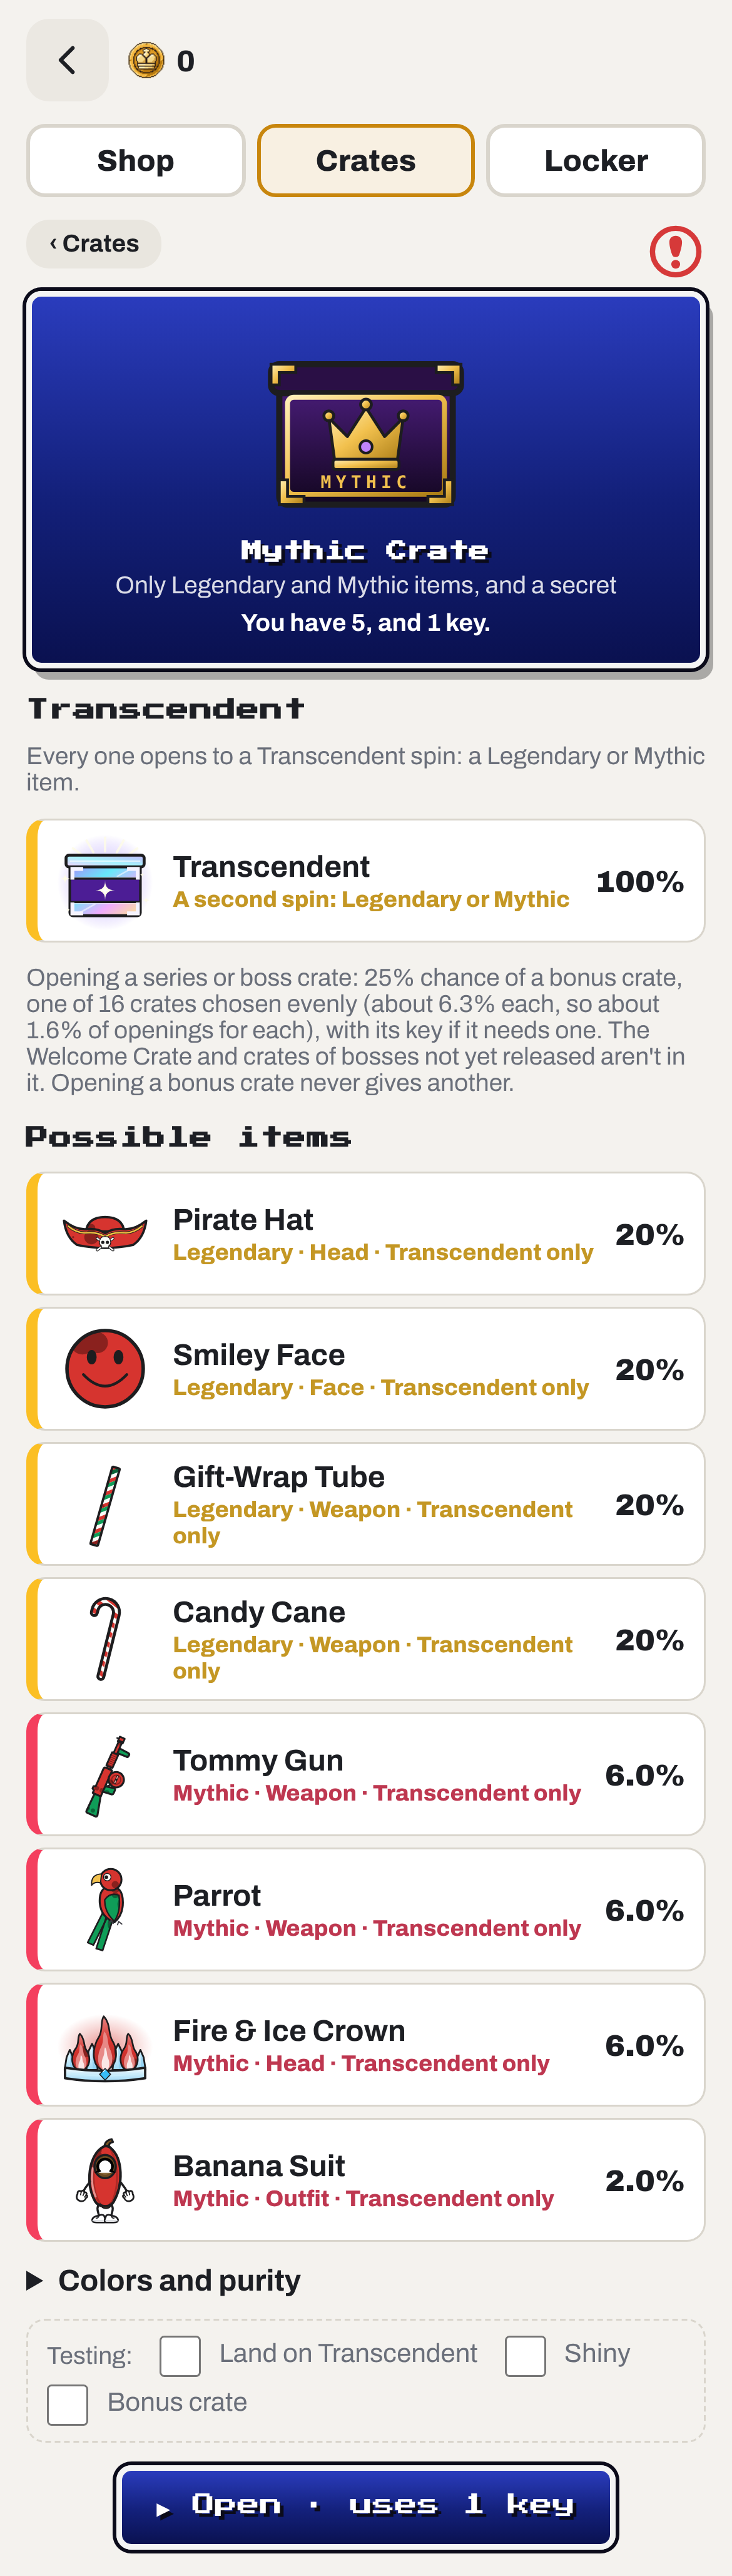 0
Shop Crates Locker
‹ Crates
MYTHIC
Mythic Crate
Only Legendary and Mythic items, and a secret
You have 5, and 1 key.
Transcendent
Every one opens to a Transcendent spin: a Legendary or Mythic
item.
Transcendent
A second spin: Legendary or Mythic
100%
Opening a series or boss crate: 25% chance of a bonus crate,
one of 16 crates chosen evenly (about 6.3% each, so about
1.6% of openings for each), with its key if it needs one. The
Welcome Crate and crates of bosses not yet released aren't in
it. Opening a bonus crate never gives another.
Possible items
Pirate Hat
Legendary · Head · Transcendent only
20%
Smiley Face
Legendary · Face · Transcendent only
20%
Gift-Wrap Tube
Legendary · Weapon · Transcendent
only
20%
Candy Cane
Legendary · Weapon · Transcendent
only
20%
Tommy Gun
Mythic · Weapon · Transcendent only
6.0%
Parrot
Mythic · Weapon · Transcendent only
6.0%
Fire & Ice Crown
Mythic · Head · Transcendent only
6.0%
Banana Suit
Mythic · Outfit · Transcendent only
2.0%
▶ Colors and purity
Testing: Land on Transcendent Shiny
Bonus crate
▶ Open · uses 1 key